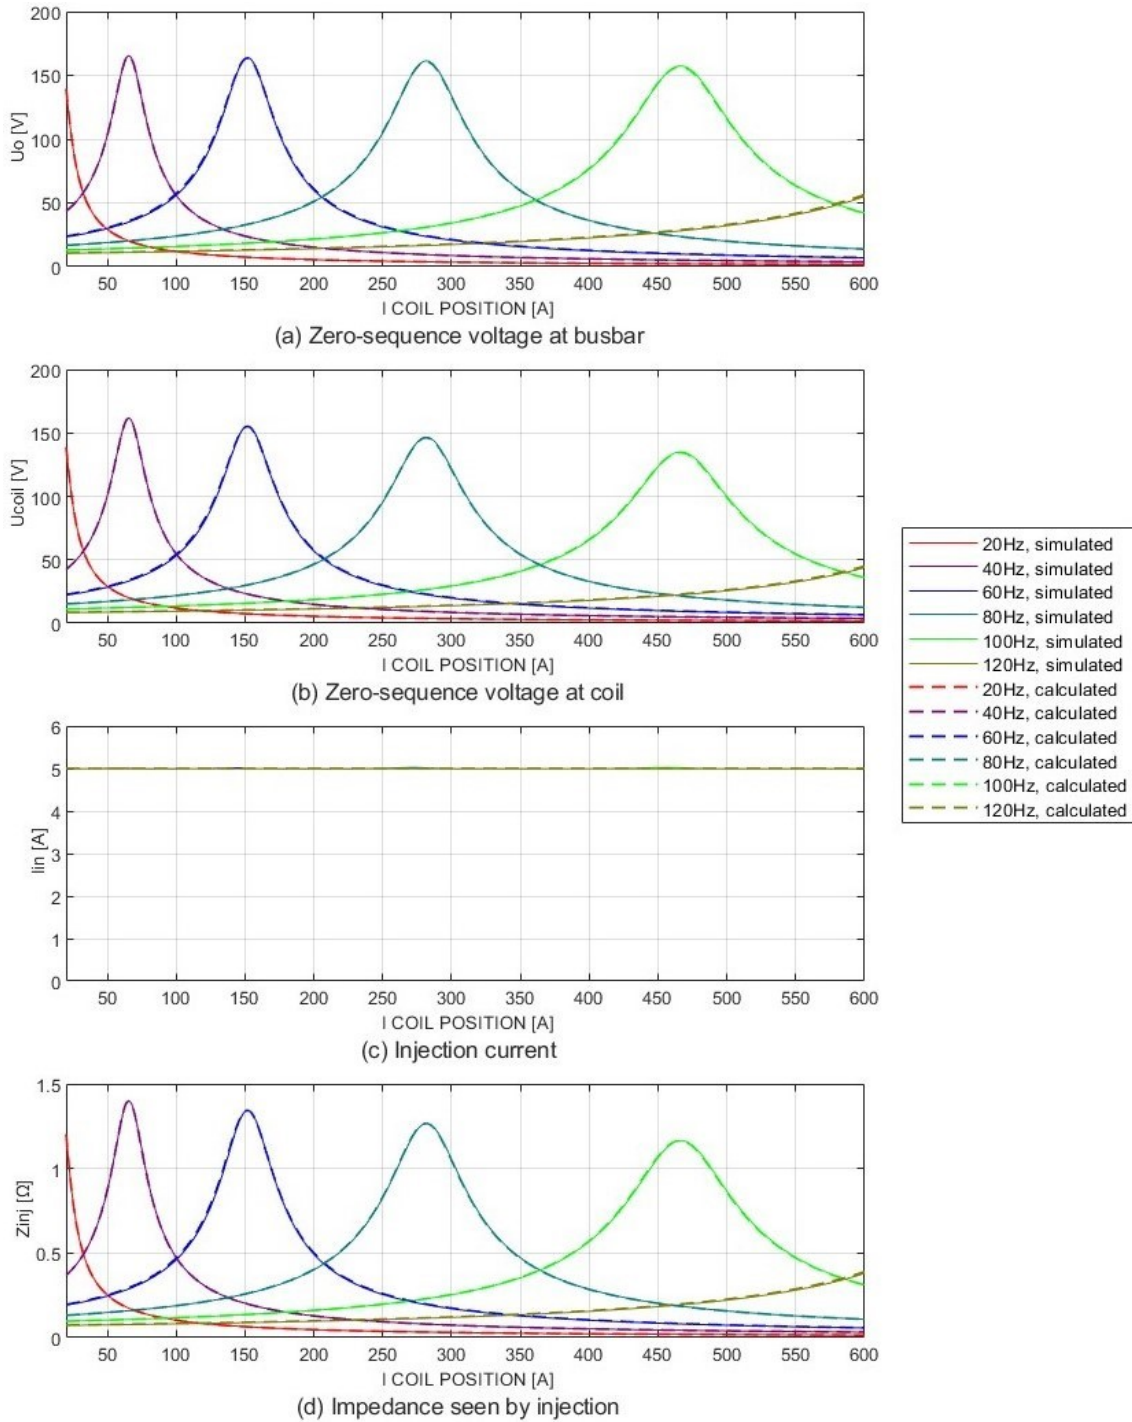 200
150
100
50
0
Uo [V]
50 100 150 200 250 300 350 400 450 500 550 600
I COIL POSITION [A]
(a) Zero-sequence voltage at busbar
200
150
100
50
0
Ucoil [V]
50 100 150 200 250 300 350 400 450 500 550 600
I COIL POSITION [A]
(b) Zero-sequence voltage at coil
20Hz, simulated
40Hz, simulated
60Hz, simulated
80Hz, simulated
100Hz, simulated
120Hz, simulated
20Hz, calculated
40Hz, calculated
60Hz, calculated
80Hz, calculated
100Hz, calculated
120Hz, calculated
6
5
4
3
2
1
0
Iin [A]
50 100 150 200 250 300 350 400 450 500 550 600
I COIL POSITION [A]
(c) Injection current
1.5
1
0.5
0
Zinj [Ω]
50 100 150 200 250 300 350 400 450 500 550 600
I COIL POSITION [A]
(d) Impedance seen by injection